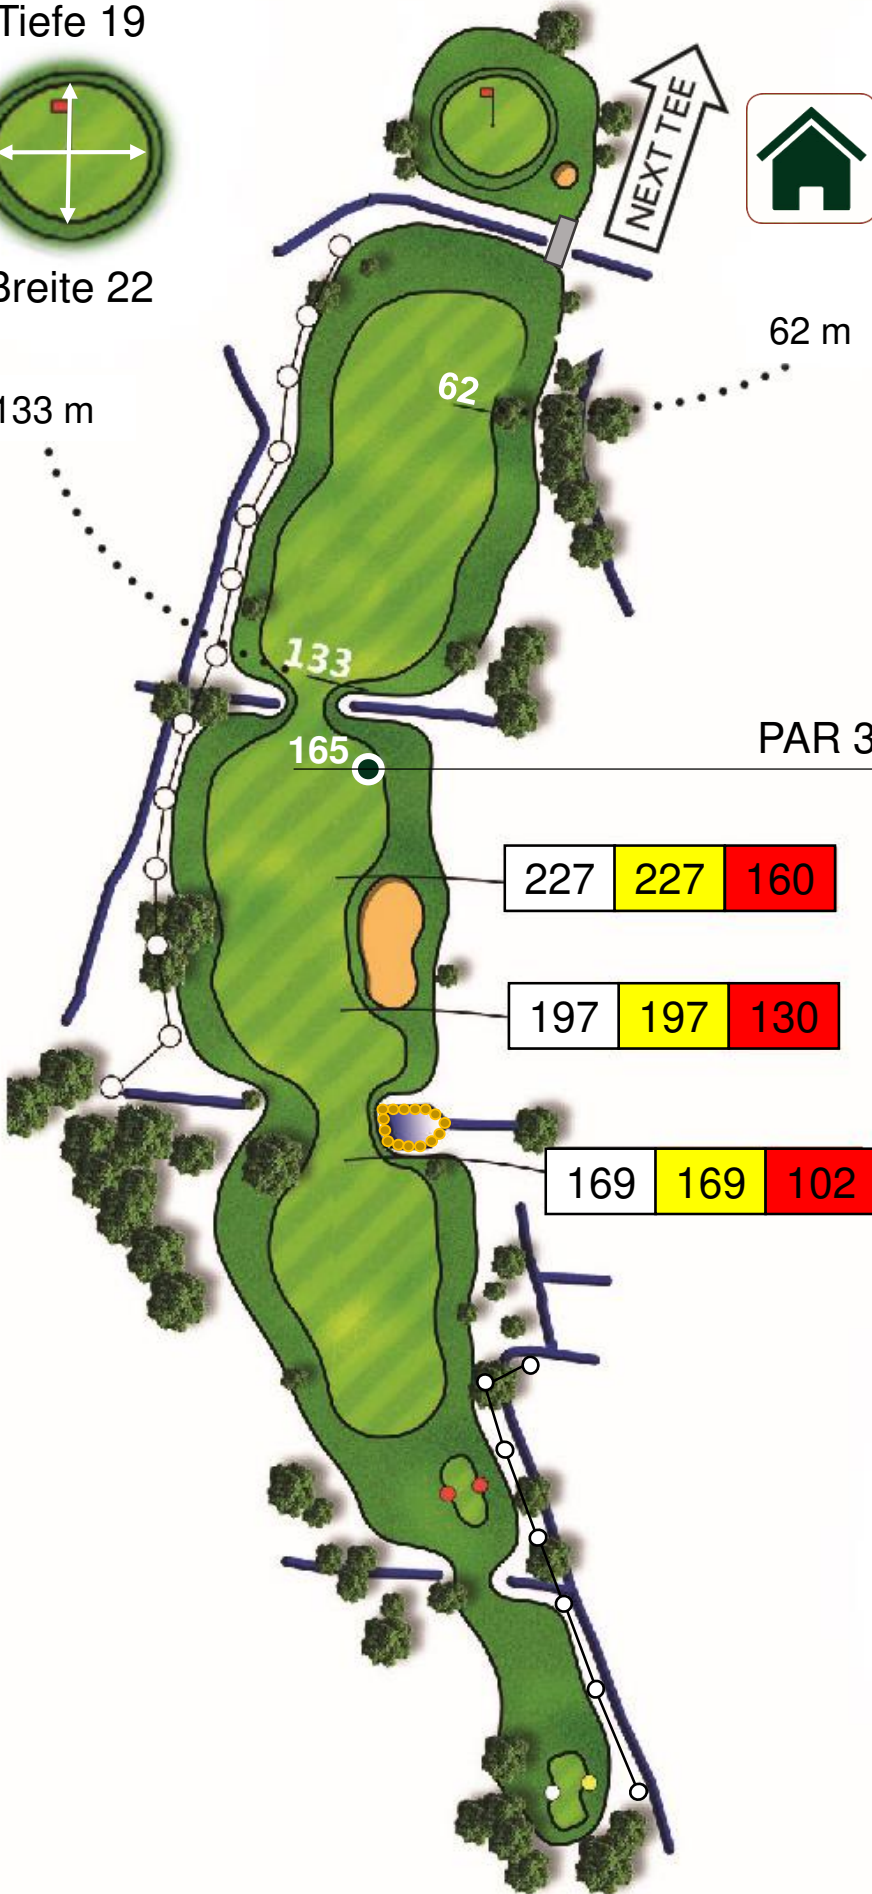 Tiefe 19
NEXT TEE
Breite 22
62 m
62
133 m
133
165
PAR 3
227 227 160
197 197 130
169 169 102